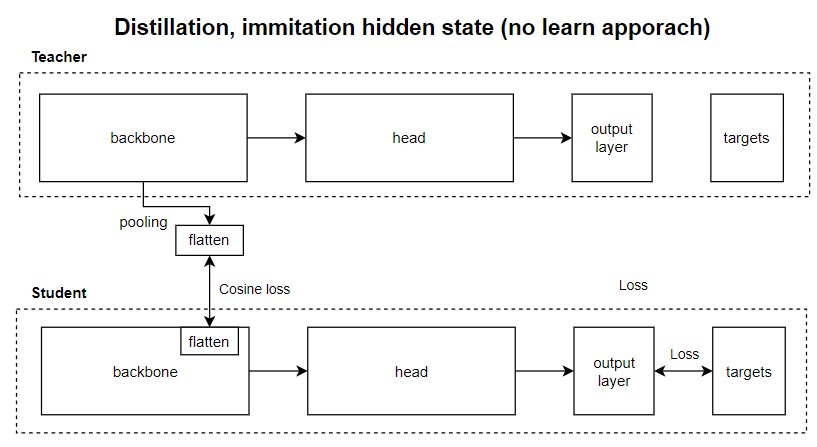 Distillation, immitation hidden state (no learn apporach)
Teacher
backbone
head
output
layer
targets
pooling
flatten
Cosine loss
Loss
Student
flatten
backbone
head
output
layer
Loss
targets